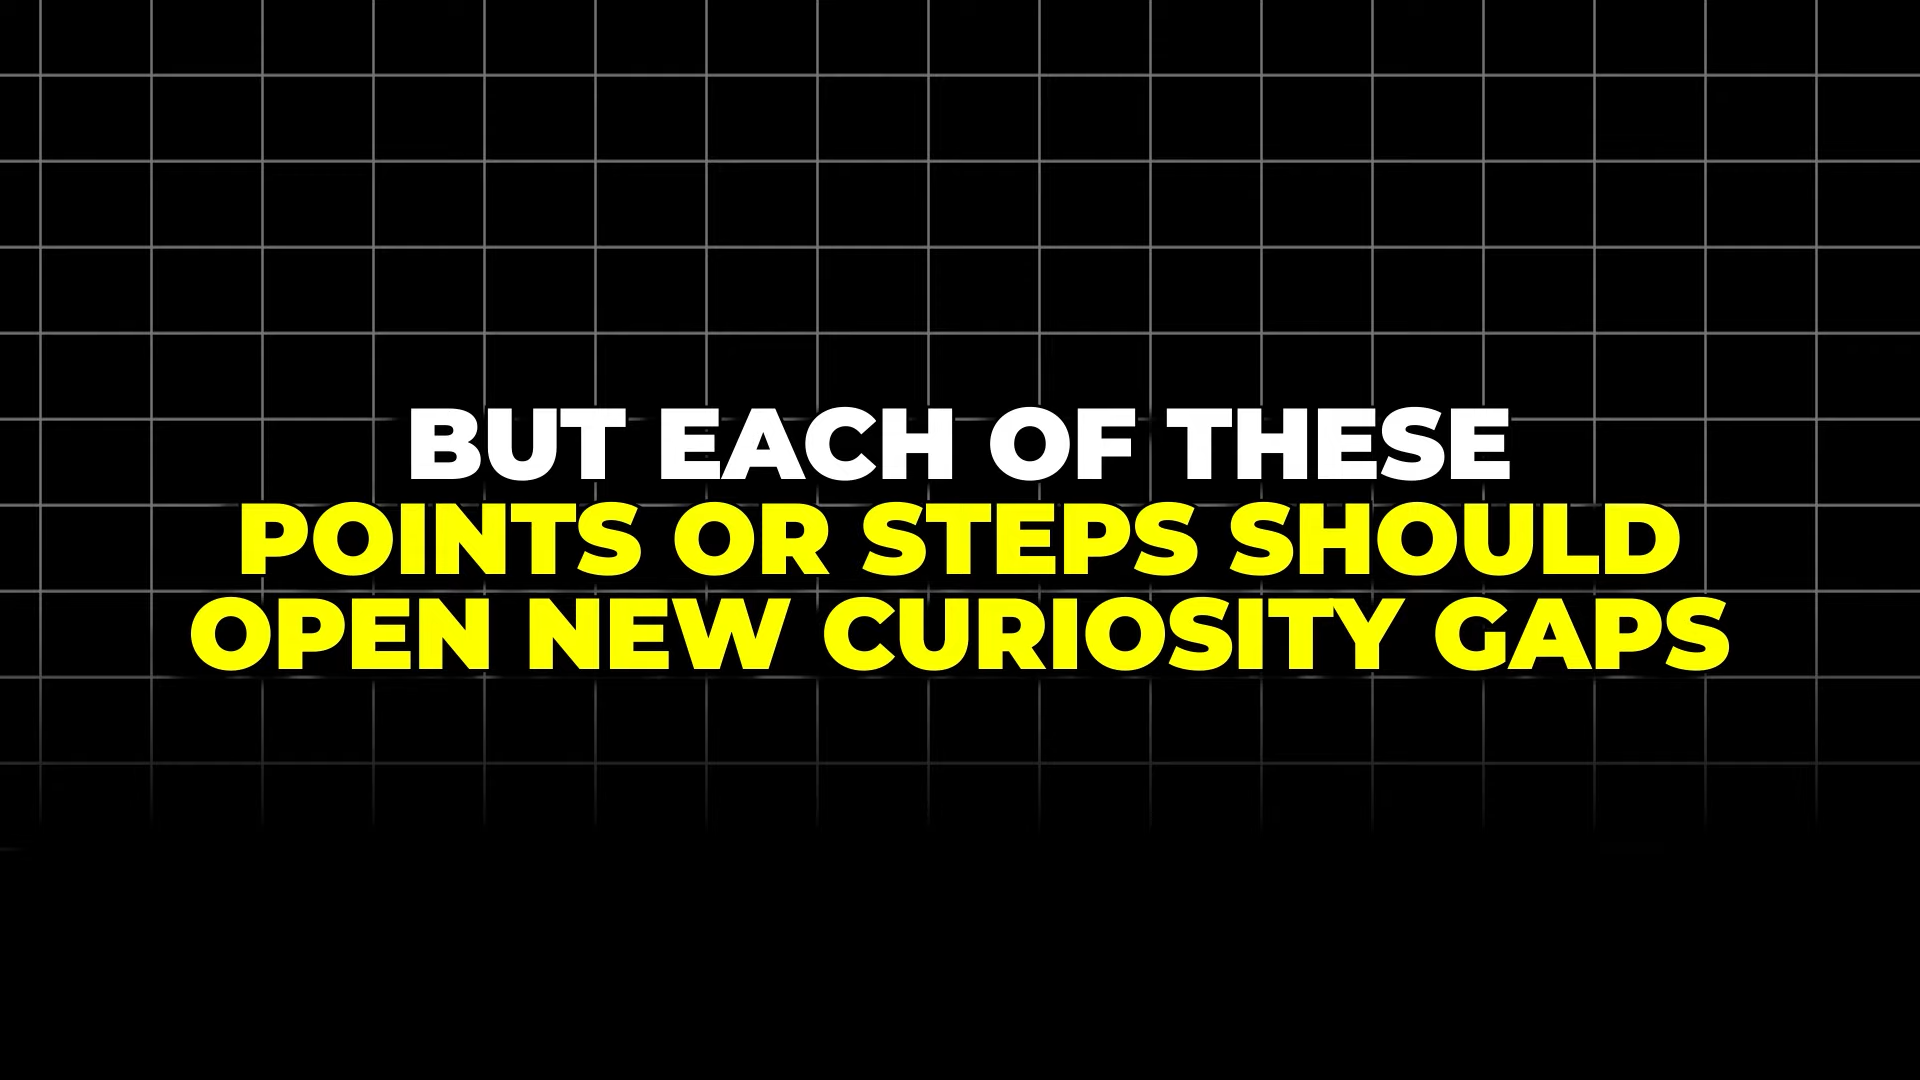 BUT EACH OF THESE
POINTS OR STEPS SHOULD
OPEN NEW CURIOSITY GAPS